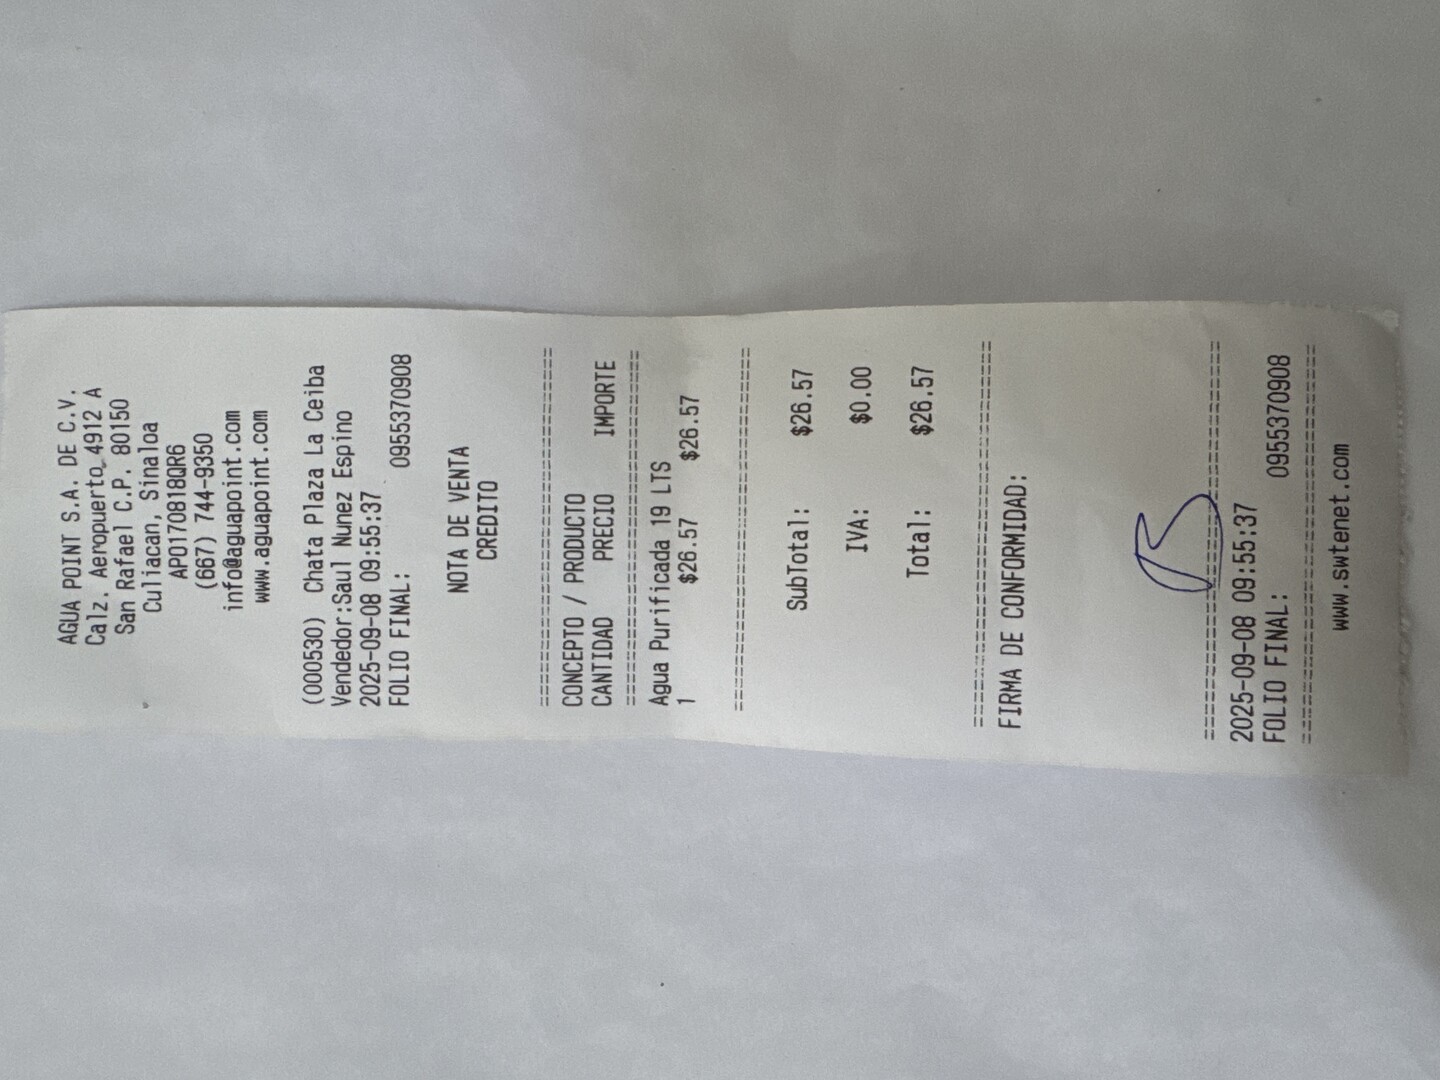 AGUA POINT S.A. DE C.V.
Calz. Aeropuerto 4912 A
San Rafael C.P. 80150
Culiacan, Sinaloa
APO170818QR6
(667) 744-9350
info@aguapoint.com
www.aguapoint.com
(000530) Chata Plaza La Ceiba
Vendedor:Saul Nunez Espino
2025-09-08 09:55:37
FOLIO FINAL: 0955370908
NOTA DE VENTA
CREDITO
CONCEPTO / PRODUCTO
CANTIDAD PRECIO IMPORTE
Agua Purificada 19 LTS
1 $26.57 $26.57
SubTotal: $26.57
IVA: $0.00
Total: $26.57
FIRMA DE CONFORMIDAD:
2025-09-08 09:55:37
FOLIO FINAL: 0955370908
www.swtenet.com